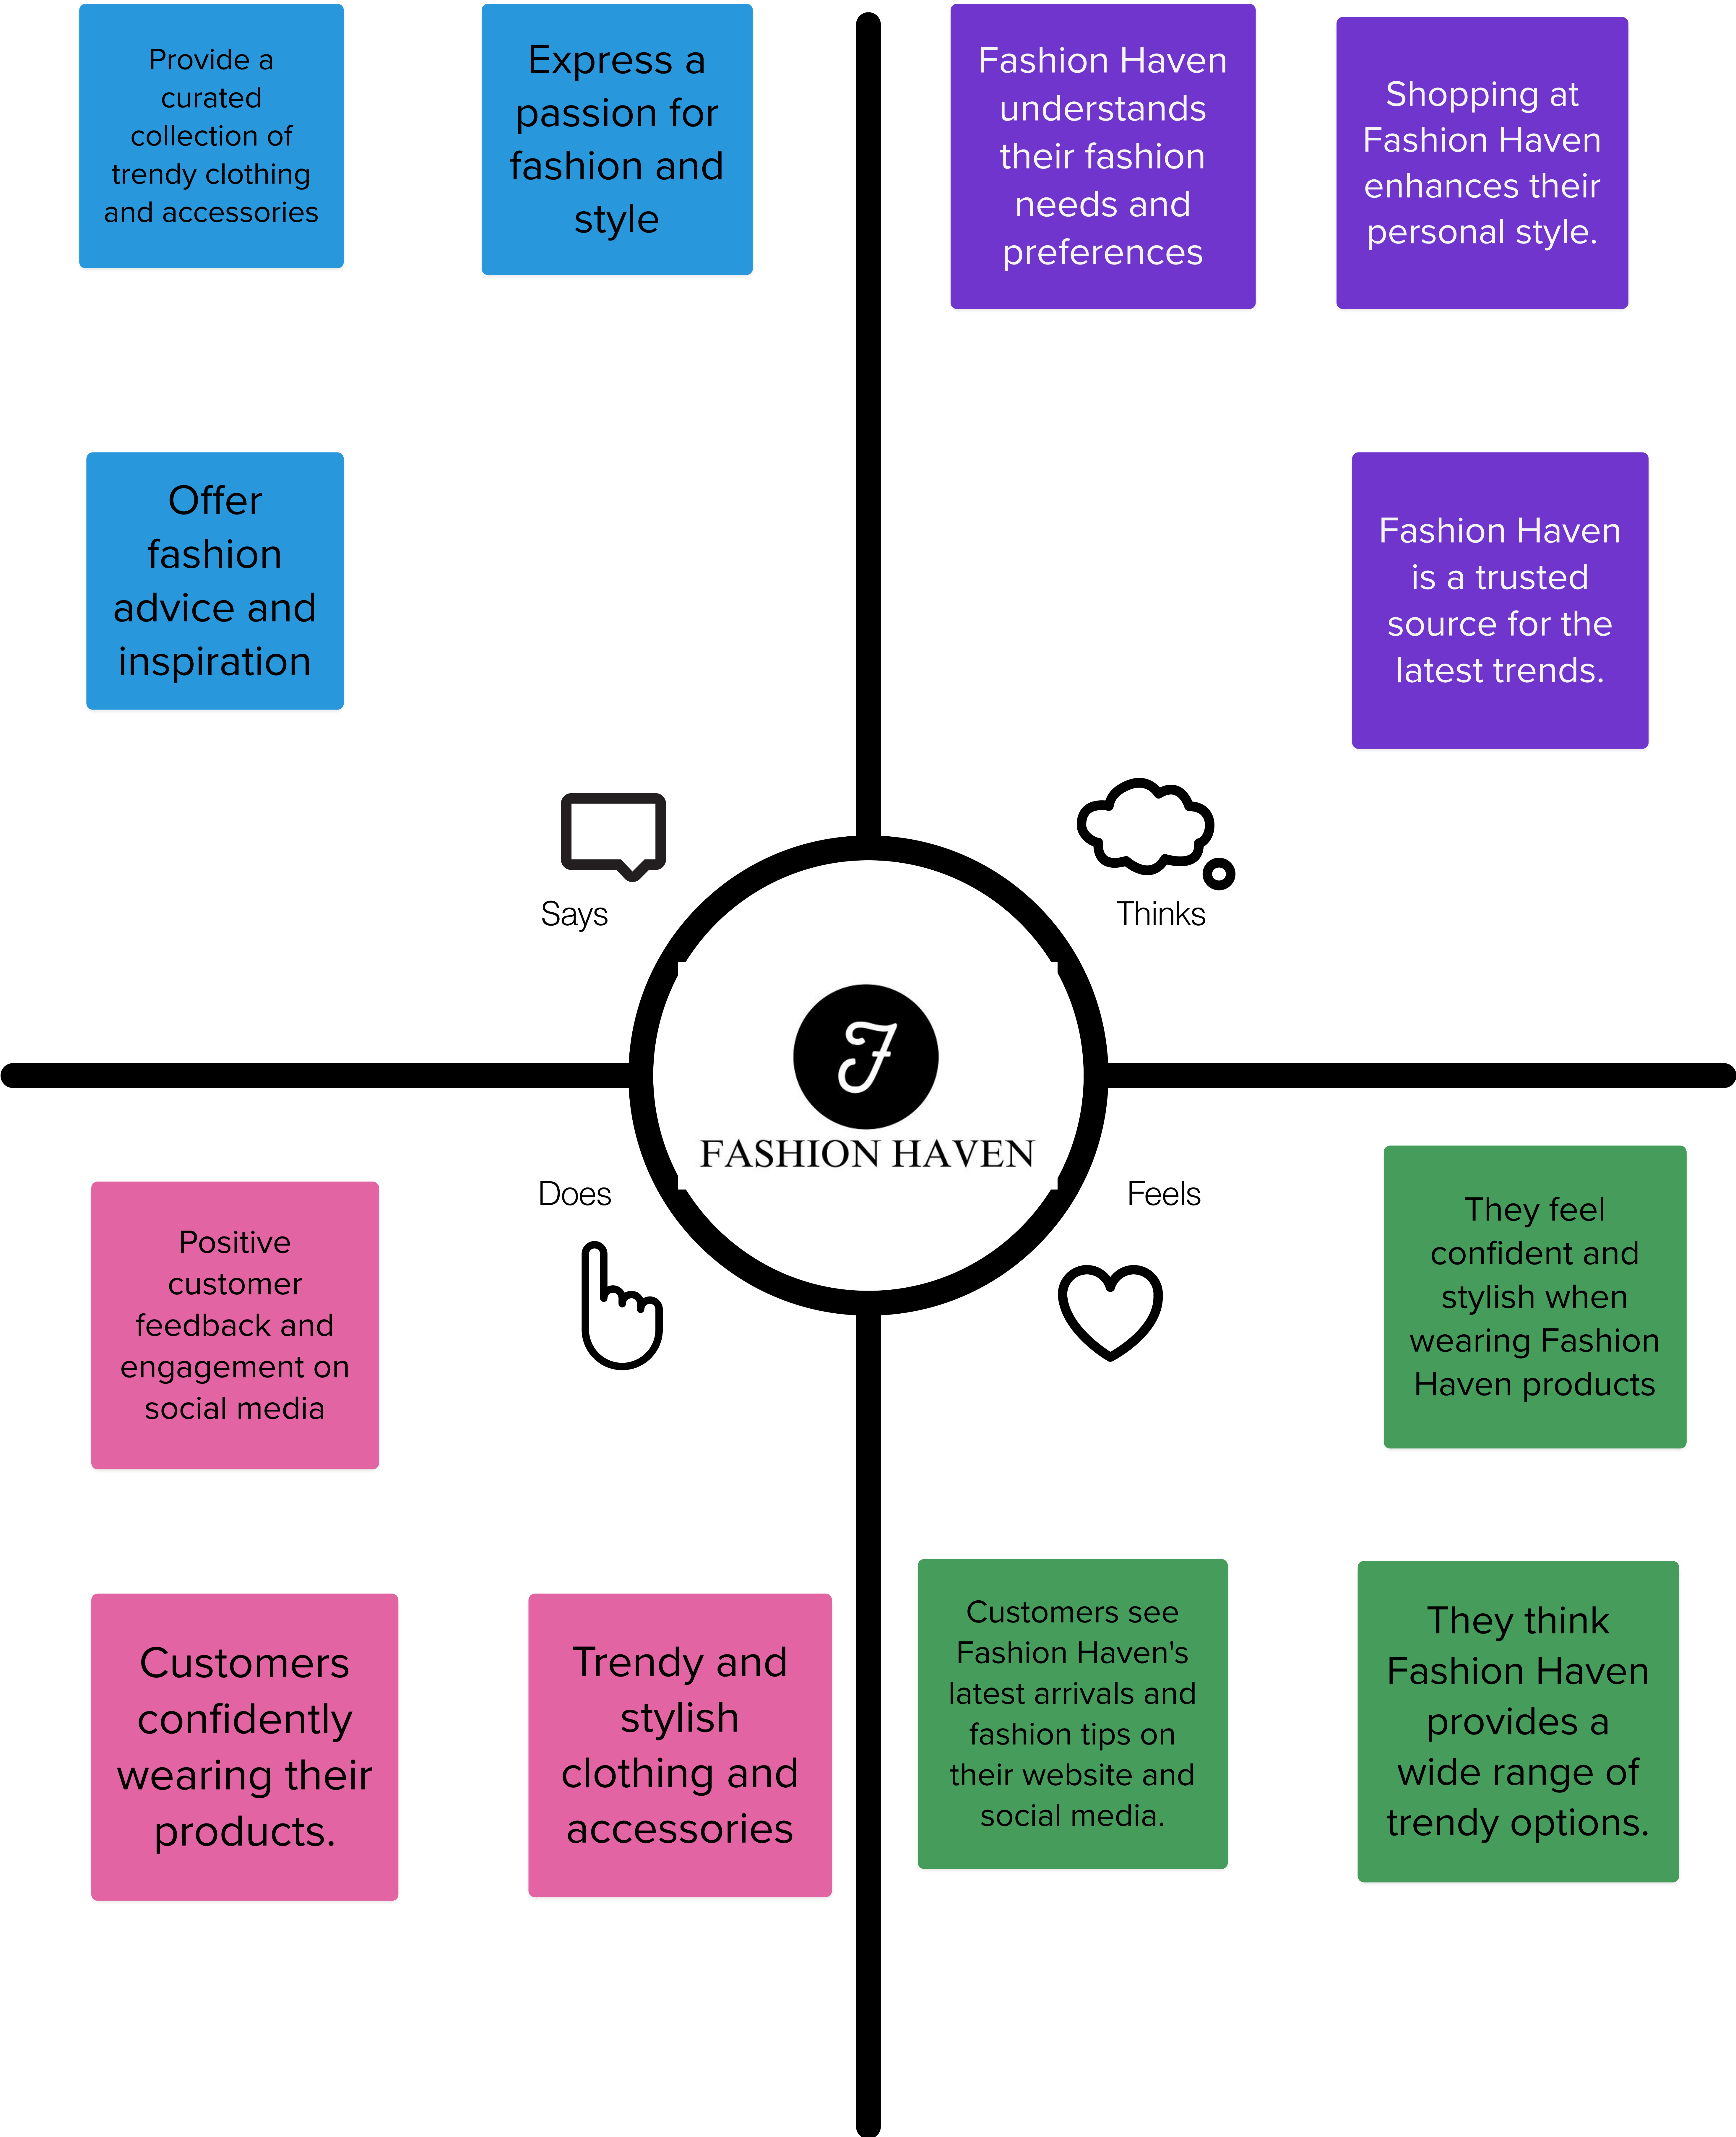 Provide a
curated
collection of
trendy clothing
and accessories
Express a
passion for
fashion and
style
Offer
fashion
advice and
inspiration
Says
Fashion Haven
understands
their fashion
needs and
preferences
Shopping at
Fashion Haven
enhances their
personal style.
Fashion Haven
is a trusted
source for the
latest trends.
Thinks
F
FASHION HAVEN
Does
Positive
customer
feedback and
engagement on
social media
Customers
confidently
wearing their
products.
Trendy and
stylish
clothing and
accessories
Feels
They feel
confident and
stylish when
wearing Fashion
Haven products
Customers see
Fashion Haven's
latest arrivals and
fashion tips on
their website and
social media.
They think
Fashion Haven
provides a
wide range of
trendy options.